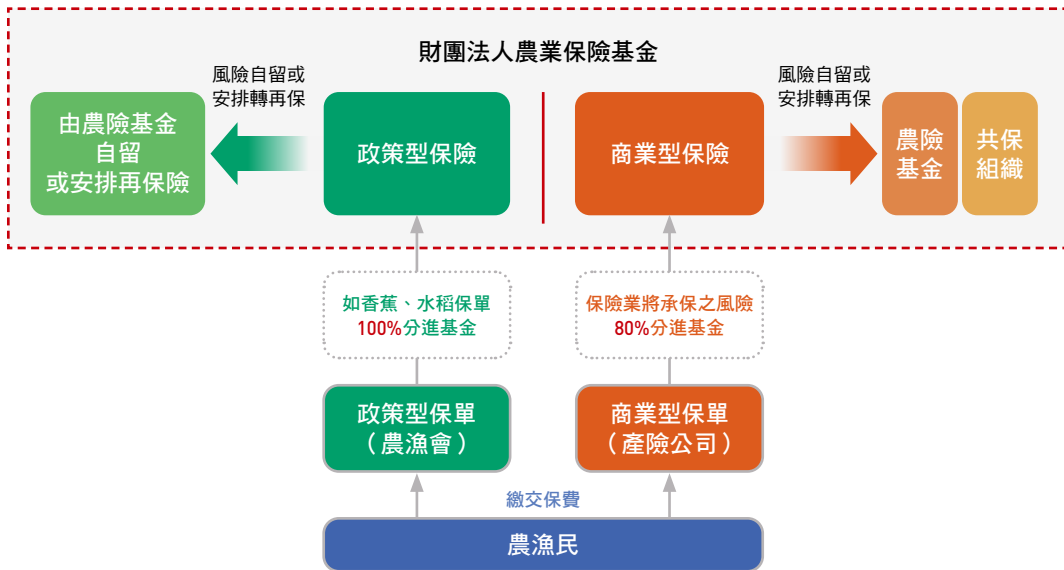 財團法人農業保險基金
風險自留或
安排轉再保
風險自留或
安排轉再保
由農險基金
自留
或安排再保險
政策型保險
商業型保險
農險
基金
共保
組織
如香蕉、水稻保單
100%分進基金
保險業將承保之風險
80%分進基金
政策型保單
（農漁會）
商業型保單
（產險公司）
繳交保費
農漁民